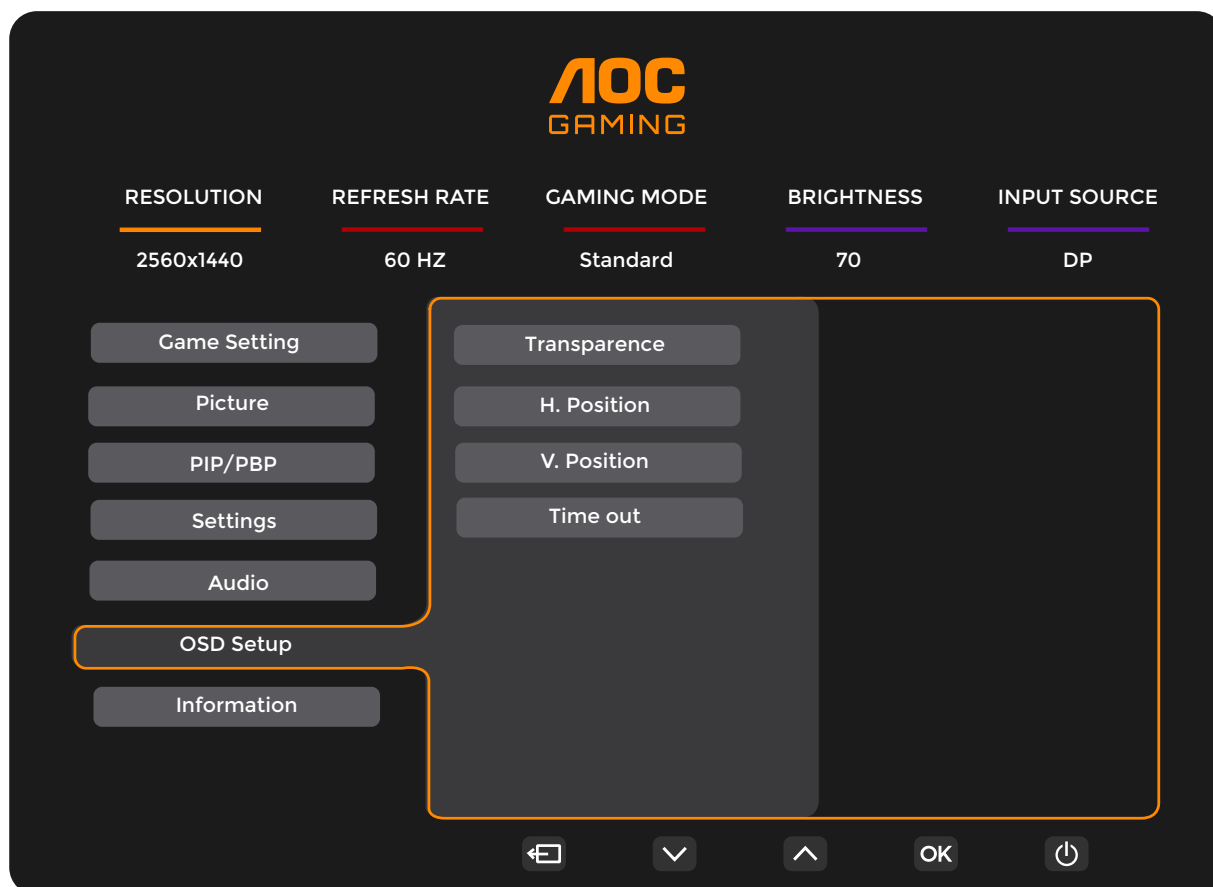 AOC
GAMING
RESOLUTION REFRESH RATE GAMING MODE BRIGHTNESS INPUT SOURCE
2560x1440 60 HZ Standard 70 DP
Game Setting
Transparence
Picture
H. Position
PIP/PBP
V. Position
Settings
Time out
Audio
OSD Setup
Information
OK